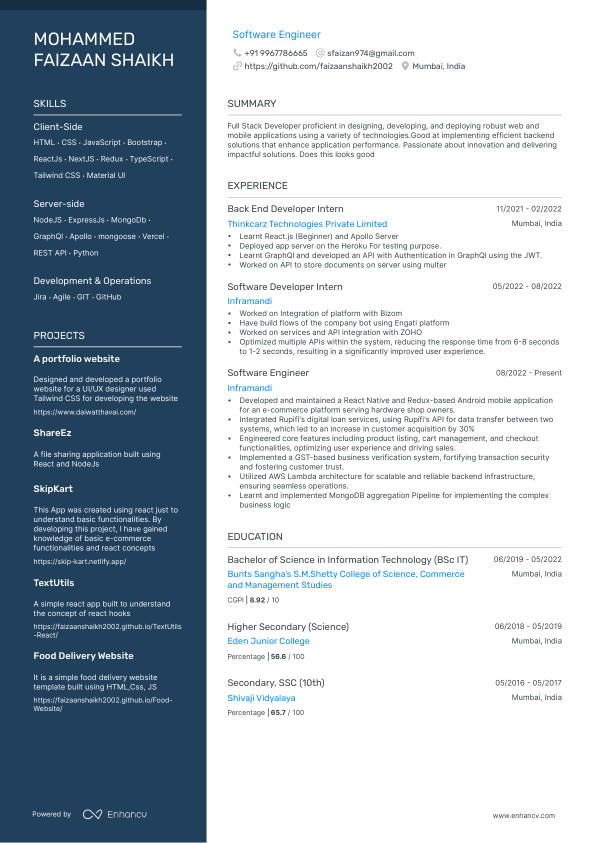 MOHAMMED
FAIZAAN SHAIKH
SKILLS
Client-Side
HTML · CSS · JavaScript · Bootstrap ·
ReactJs · NextJS · Redux · TypeScript ·
Tailwind CSS · Material UI
Server-side
NodeJS · ExpressJs · MongoDb ·
GraphQl · Apollo · mongoose · Vercel ·
REST API · Python
Development & Operations
Jira · Agile · GIT · GitHub
PROJECTS
A portfolio website
Designed and developed a portfolio
website for a UI/UX designer used
Tailwind CSS for developing the website
https://www.daiwatthavai.com/
ShareEz
A file sharing application built using
React and NodeJs
SkipKart
This App was created using react just to
understand basic functionalities. By
developing this project, I have gained
knowledge of basic e-commerce
functionalities and react concepts
https://skip-kart.netlify.app/
TextUtils
A simple react app built to understand
the concept of react hooks
https://faizaanshaikh2002.github.io/TextUtils
-React/
Food Delivery Website
It is a simple food delivery website
template built using HTML,Css, JS
https://faizaanshaikh2002.github.io/Food-
Website/
Powered by Enhancv
Software Engineer
+91 9967786665 sfaizan974@gmail.com
https://github.com/faizaanshaikh2002 Mumbai, India
SUMMARY
Full Stack Developer proficient in designing, developing, and deploying robust web and
mobile applications using a variety of technologies.Good at implementing efficient backend
solutions that enhance application performance. Passionate about innovation and delivering
impactful solutions. Does this looks good
EXPERIENCE
Back End Developer Intern 11/2021 - 02/2022
Thinkcarz Technologies Private Limited Mumbai, India
• Learnt React.js (Beginner) and Apollo Server
• Deployed app server on the Heroku For testing purpose.
• Learnt GraphQl and developed an API with Authentication in GraphQl using the JWT.
• Worked on API to store documents on server using multer
Software Developer Intern 05/2022 - 08/2022
Inframandi
• Worked on Integration of platform with Bizom
• Have build flows of the company bot using Engati platform
• Worked on services and API integration with ZOHO
• Optimized multiple APIs within the system, reducing the response time from 6-8 seconds
to 1-2 seconds, resulting in a significantly improved user experience.
Software Engineer 08/2022 - Present
Inframandi
• Developed and maintained a React Native and Redux-based Android mobile application
for an e-commerce platform serving hardware shop owners.
• Integrated Rupifi's digital loan services, using Rupifi's API for data transfer between two
systems, which led to an increase in customer acquisition by 30%
• Engineered core features including product listing, cart management, and checkout
functionalities, optimizing user experience and driving sales.
• Implemented a GST-based business verification system, fortifying transaction security
and fostering customer trust.
• Utilized AWS Lambda architecture for scalable and reliable backend infrastructure,
ensuring seamless operations.
• Learnt and implemented MongoDB aggregation Pipeline for implementing the complex
business logic
EDUCATION
Bachelor of Science in Information Technology (BSc IT) 06/2019 - 05/2022
Bunts Sangha's S.M.Shetty College of Science, Commerce Mumbai, India
and Management Studies
CGPI | 8.92 / 10
Higher Secondary (Science) 06/2018 - 05/2019
Eden Junior College Mumbai, India
Percentage | 56.6 / 100
Secondary, SSC (10th) 05/2016 - 05/2017
Shivaji Vidyalaya Mumbai, India
Percentage | 65.7 / 100
www.enhancv.com